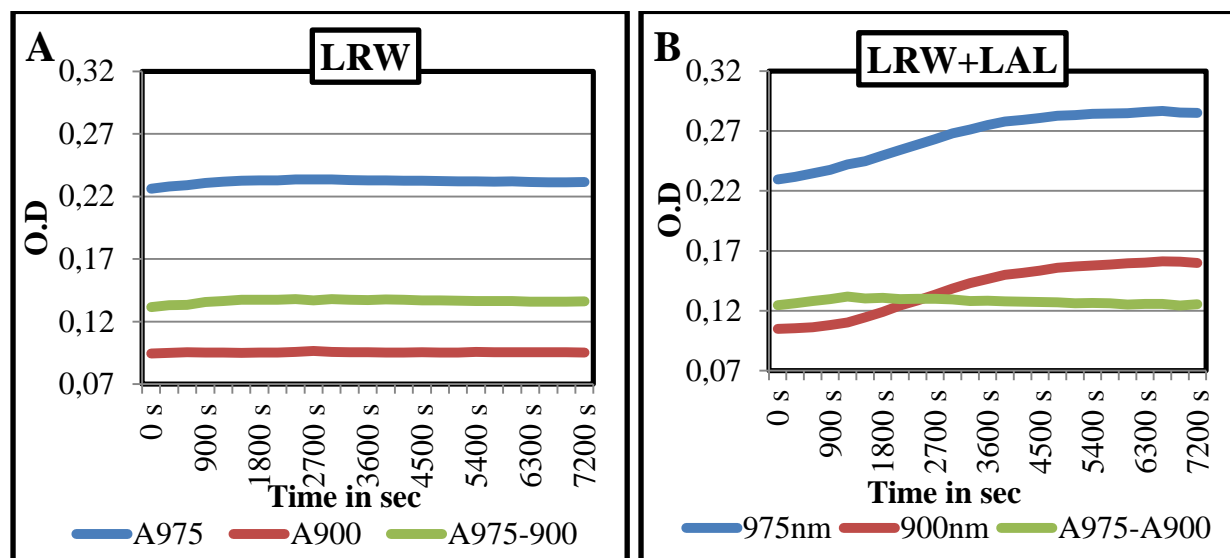 A
LRW
O.D
0,32
0,27
0,22
0,17
0,12
0,07
0 s
900 s
1800 s
2700 s
3600 s
4500 s
5400 s
6300 s
7200 s
Time in sec
A975 A900 A975-900
B
LRW+LAL
O.D
0,32
0,27
0,22
0,17
0,12
0,07
0 s
900 s
1800 s
2700 s
3600 s
4500 s
5400 s
6300 s
7200 s
Time in sec
975nm 900nm A975-A900